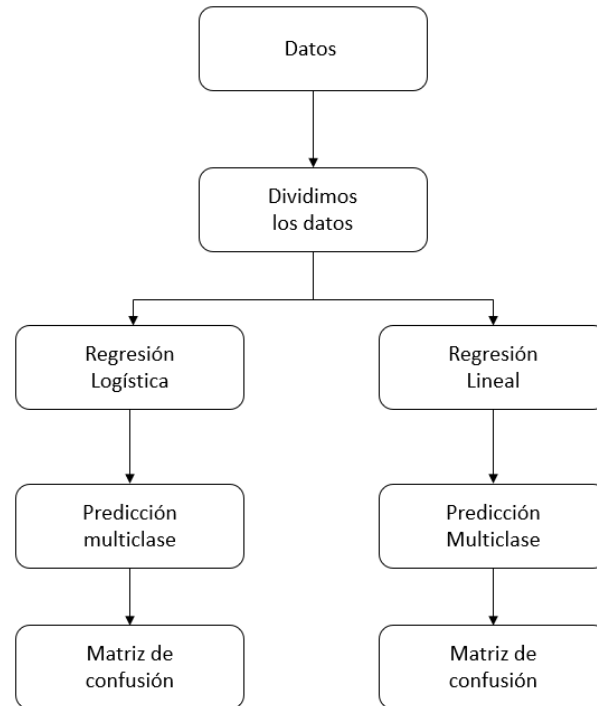 Datos
Dividimos
los datos
Regresión
Logística
Regresión
Lineal
Predicción
multiclase
Predicción
Multiclase
Matriz de
confusión
Matriz de
confusión